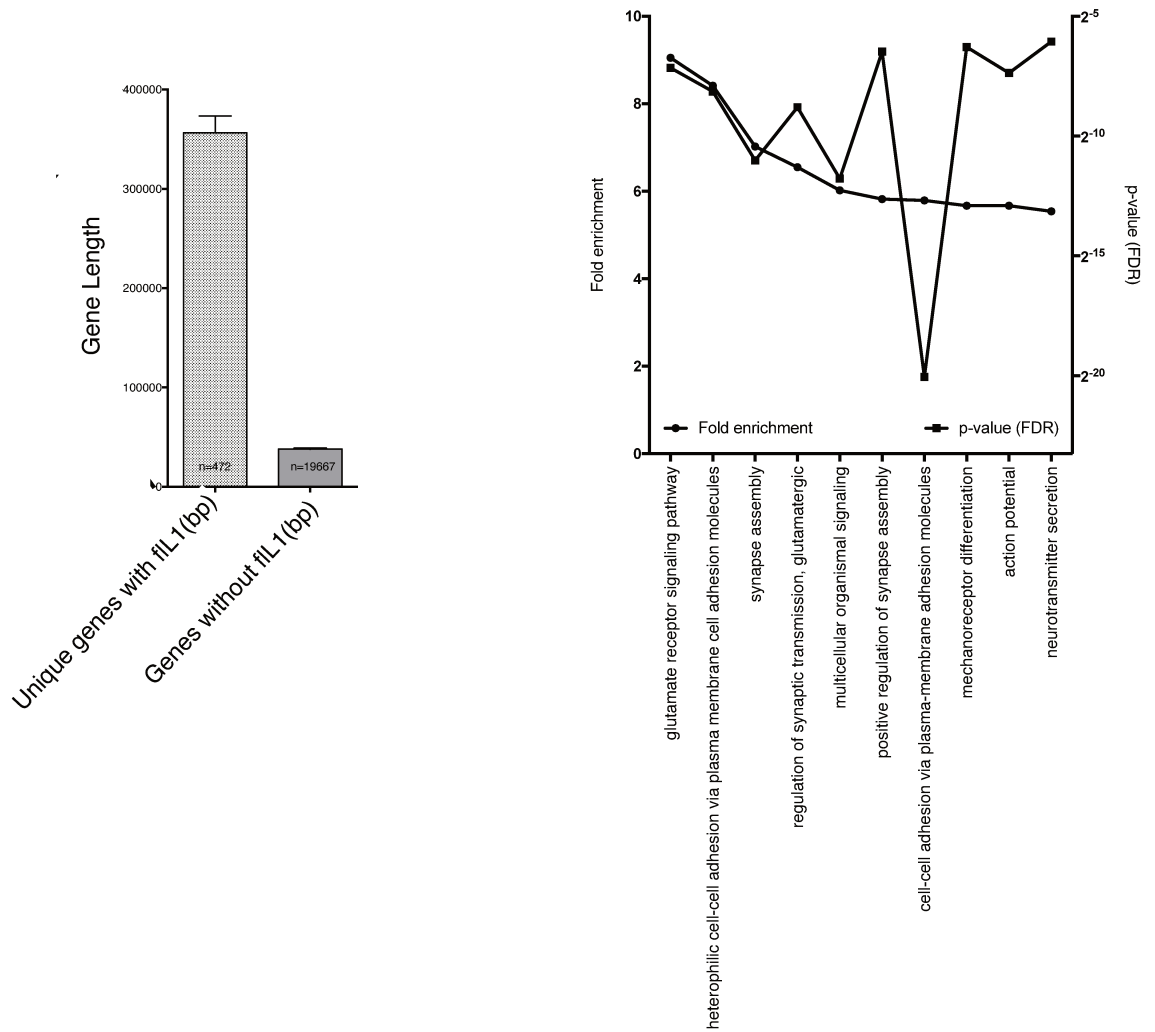 400000
300000
200000
100000
0
Gene Length
n=472
n=19667
Unique genes with flL1(bp)
Genes without flL1(bp)
10
8
6
4
2
0
Fold enrichment
2-5
2-10
2-15
2-20
p-value (FDR)
Fold enrichment
p-value (FDR)
glutamate receptor signaling pathway
heterophilic cell-cell adhesion via plasma membrane cell adhesion molecules
synapse assembly
regulation of synaptic transmission, glutamatergic
multicellular organismal signaling
positive regulation of synapse assembly
cell-cell adhesion via plasma-membrane adhesion molecules
mechanoreceptor differentiation
action potential
neurotransmitter secretion